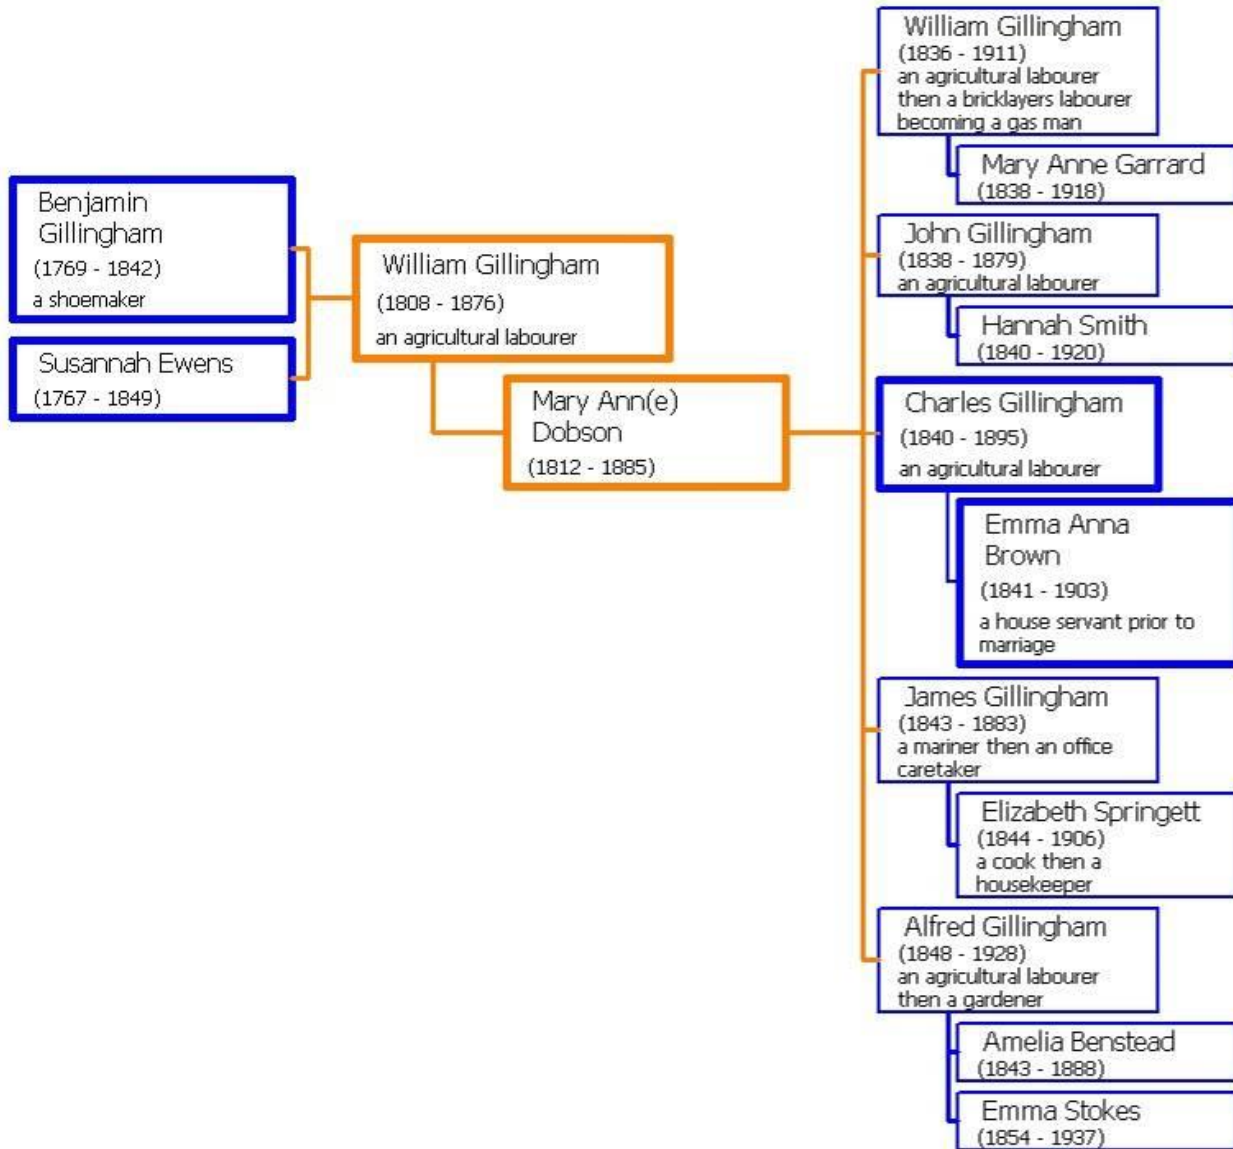 Benjamin
Gillingham
(1769 - 1842)
a shoemaker
Susannah Ewens
(1767 - 1849)
William Gillingham
(1808 - 1876)
an agricultural labourer
Mary Ann(e)
Dobson
(1812 - 1885)
William Gillingham
(1836 - 1911)
an agricultural labourer
then a bricklayers labourer
becoming a gas man
Mary Anne Garrard
(1838 - 1918)
John Gillingham
(1838 - 1879)
an agricultural labourer
Hannah Smith
(1840 - 1920)
Charles Gillingham
(1840 - 1895)
an agricultural labourer
Emma Anna
Brown
(1841 - 1903)
a house servant prior to
marriage
James Gillingham
(1843 - 1883)
a mariner then an office
caretaker
Elizabeth Springett
(1844 - 1906)
a cook then a
housekeeper
Alfred Gillingham
(1848 - 1928)
an agricultural labourer
then a gardener
Amelia Benstead
(1843 - 1888)
Emma Stokes
(1854 - 1937)